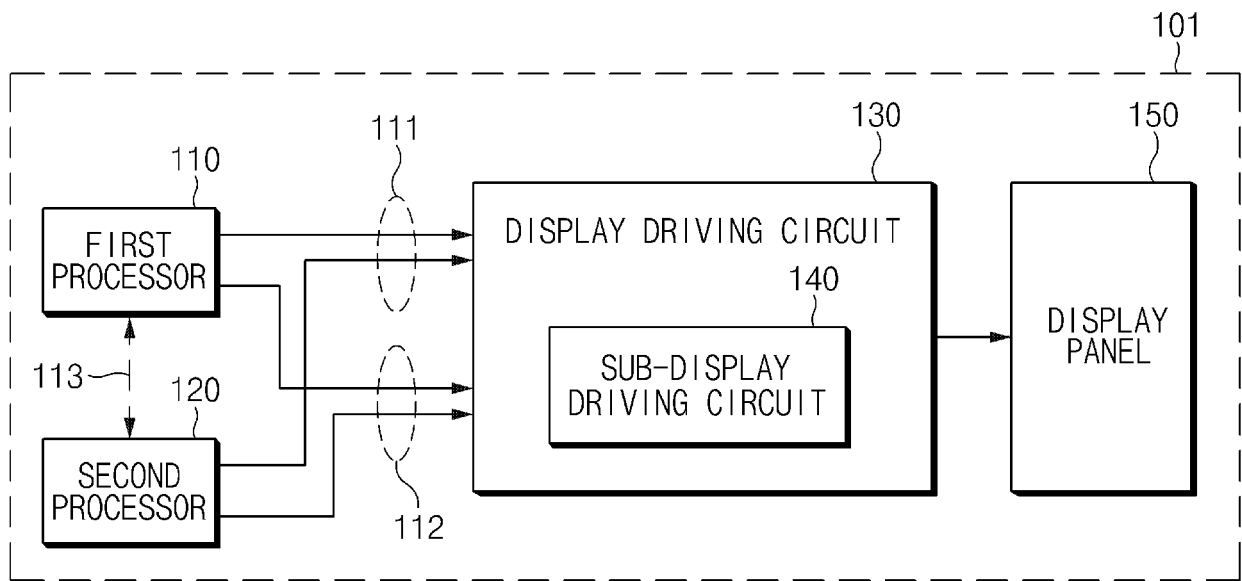 101
111
130
150
110
FIRST
PROCESSOR
DISPLAY DRIVING CIRCUIT
140
SUB-DISPLAY
DRIVING CIRCUIT
DISPLAY
PANEL
113
120
SECOND
PROCESSOR
112